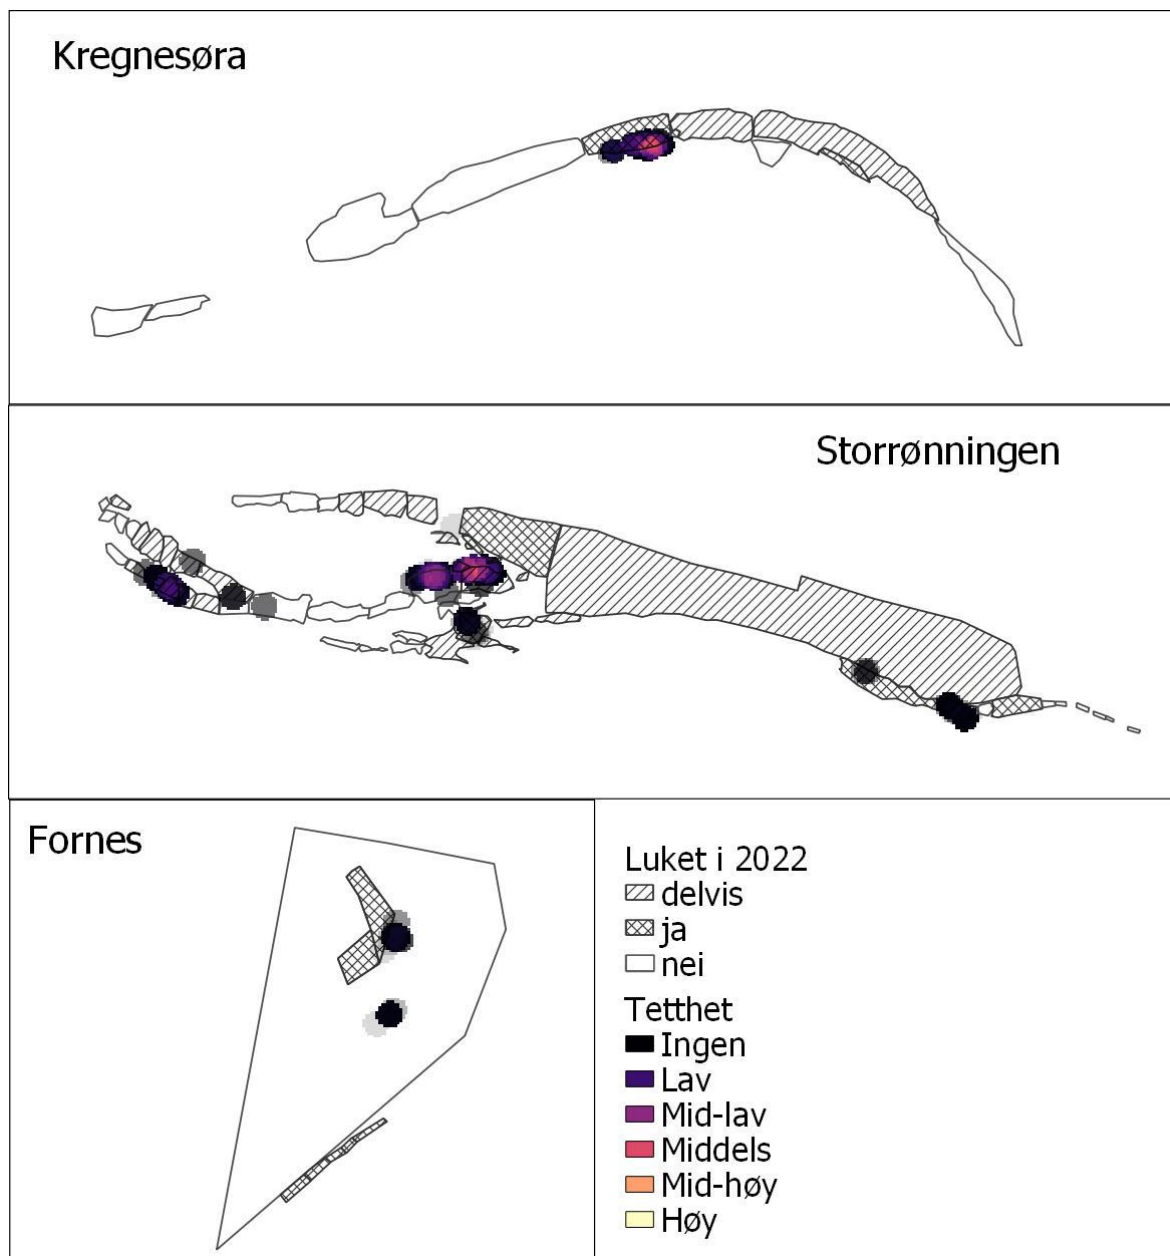 Kregnesøra
Storrønningen
Fornes
Luket i 2022
delvis
ja
nei
Tetthet
Ingen
Lav
Mid-lav
Middels
Mid-høy
Høy